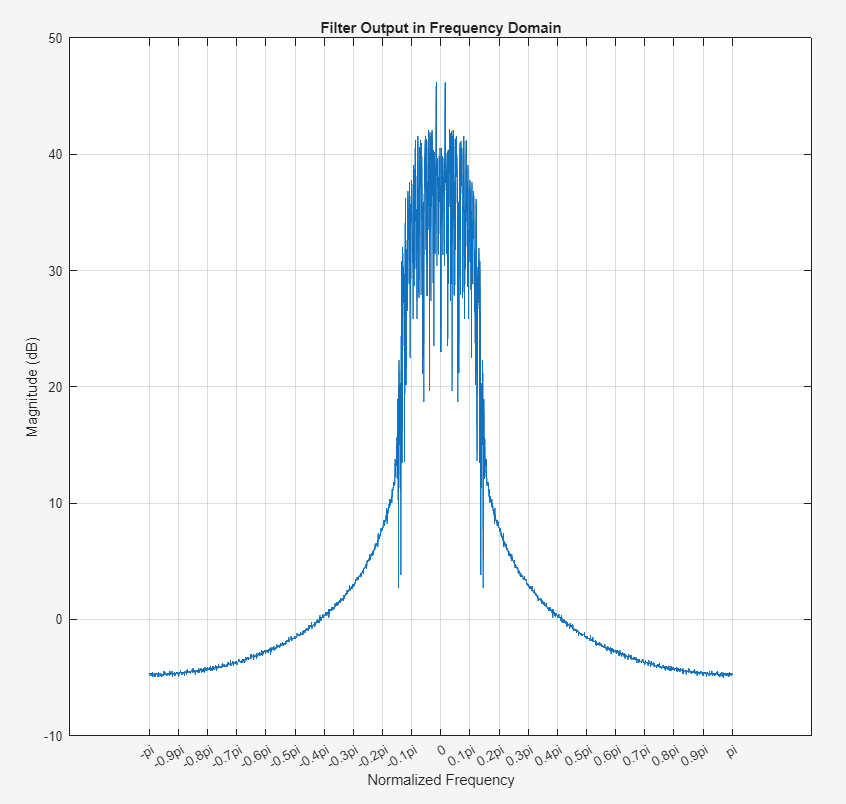 Filter Output in Frequency Domain
50
40
30
20
10
0
-10
Magnitude (dB)
-pi -0.9pi -0.8pi -0.7pi -0.6pi -0.5pi -0.4pi -0.3pi -0.2pi -0.1pi 0 0.1pi 0.2pi 0.3pi 0.4pi 0.5pi 0.6pi 0.7pi 0.8pi 0.9pi pi
Normalized Frequency